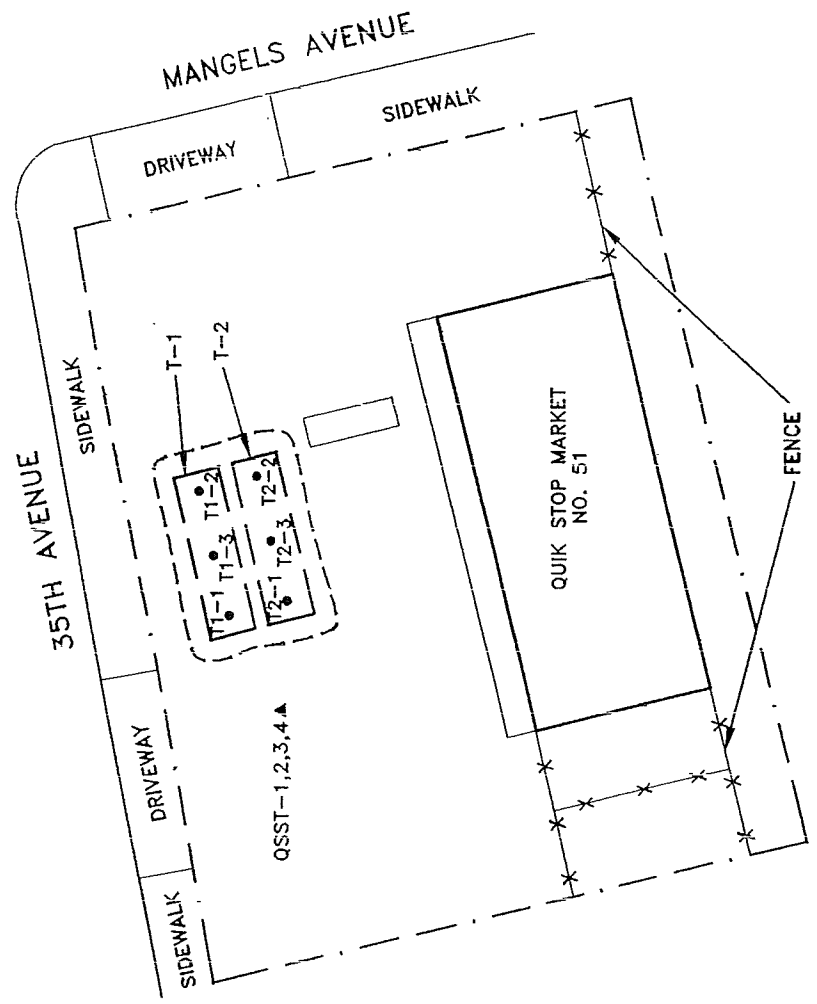 MANGELS AVENUE
SIDEWALK
DRIVEWAY
35TH AVENUE
SIDEWALK
T-1
T-2
T1-2
T2-2
T1-3
T2-3
T1-1
T2-1
QUIK STOP MARKET
NO. 51
FENCE
DRIVEWAY
QSST-1,2,3,4
SIDEWALK